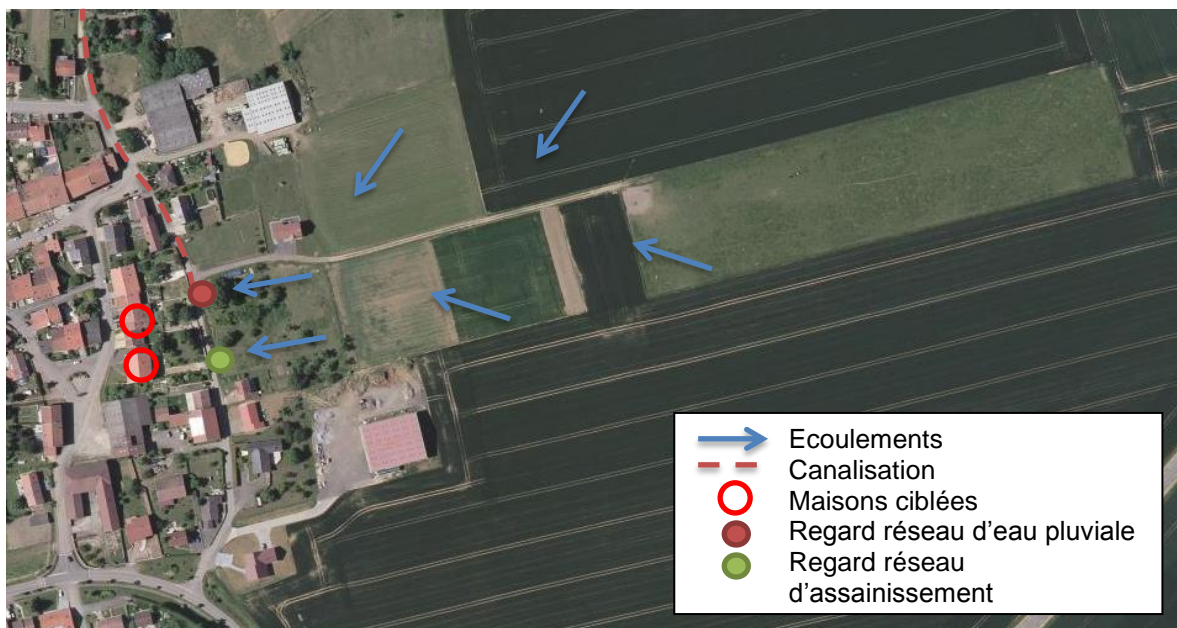 Ecoulements
Canalisation
Maisons ciblées
Regard réseau d'eau pluviale
Regard réseau
d'assainissement